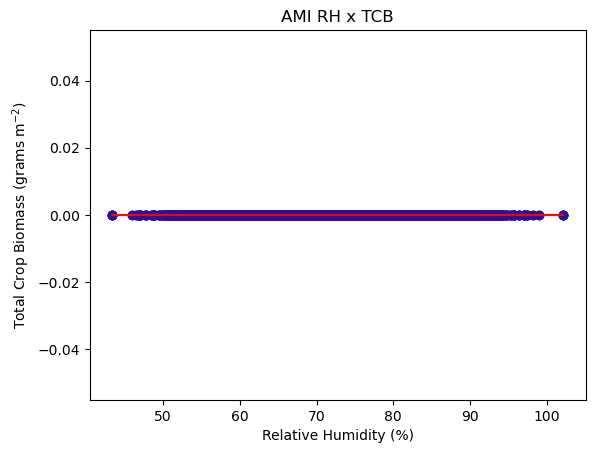 AMI RH x TCB
Total Crop Biomass (grams m⁻²)
0.04
0.02
0.00
−0.02
−0.04
50 60 70 80 90 100
Relative Humidity (%)